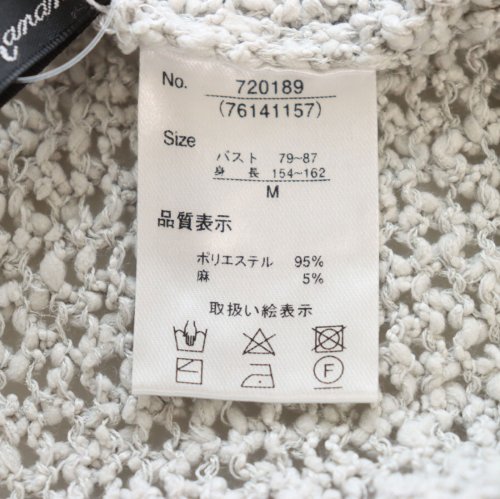 No. 720189
(76141157)
Size
バスト 79~87
身長 154~162
M
品質表示
ポリエステル 95%
麻 5%
取扱い絵表示
F